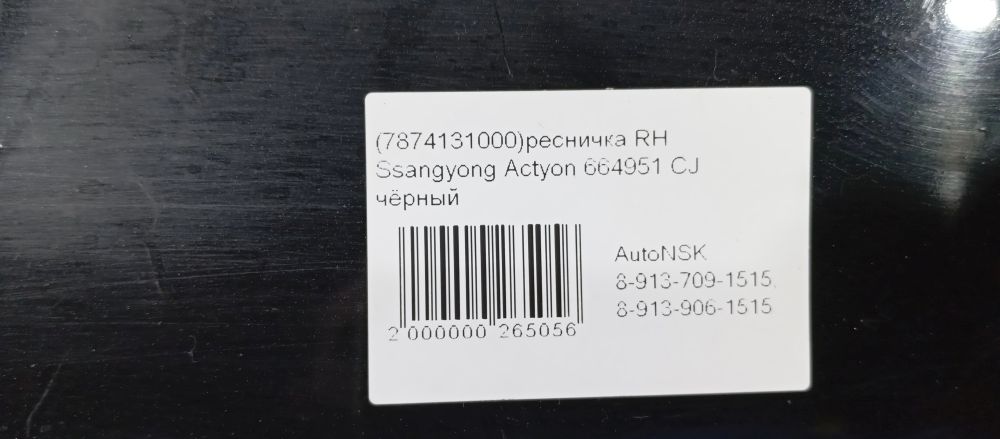 (7874131000)ресничка RH
Ssangyong Actyon 664951 CJ
чёрный
AutoNSK
8-913-709-1515,
8-913-906-1515
2 000000 265056